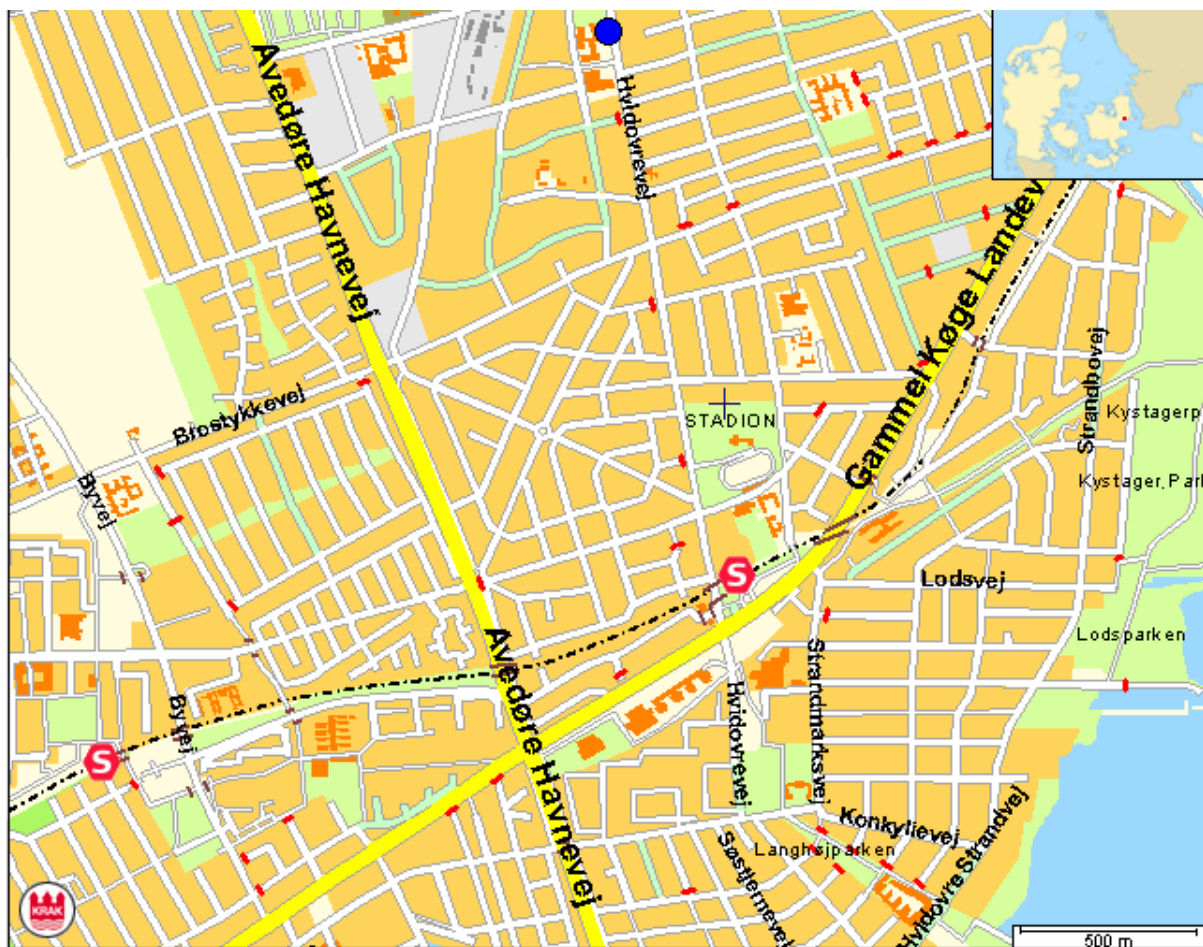 Avedøre Havnevej
Hvidovrevej
Gammel Køge Landev
Strandbovej
Brostykkevej
STADION
Kystagerp
Byvej
Kystager, Park
S
Lodsvej
Lodsparken
Avedøre Havnevej
Strandmarksvej
Byvej
Hvidovrevej
S
Konkylievej
Langhøjparken
Søstjernevej
Hvidovre Strandvej
KRAK
500 m